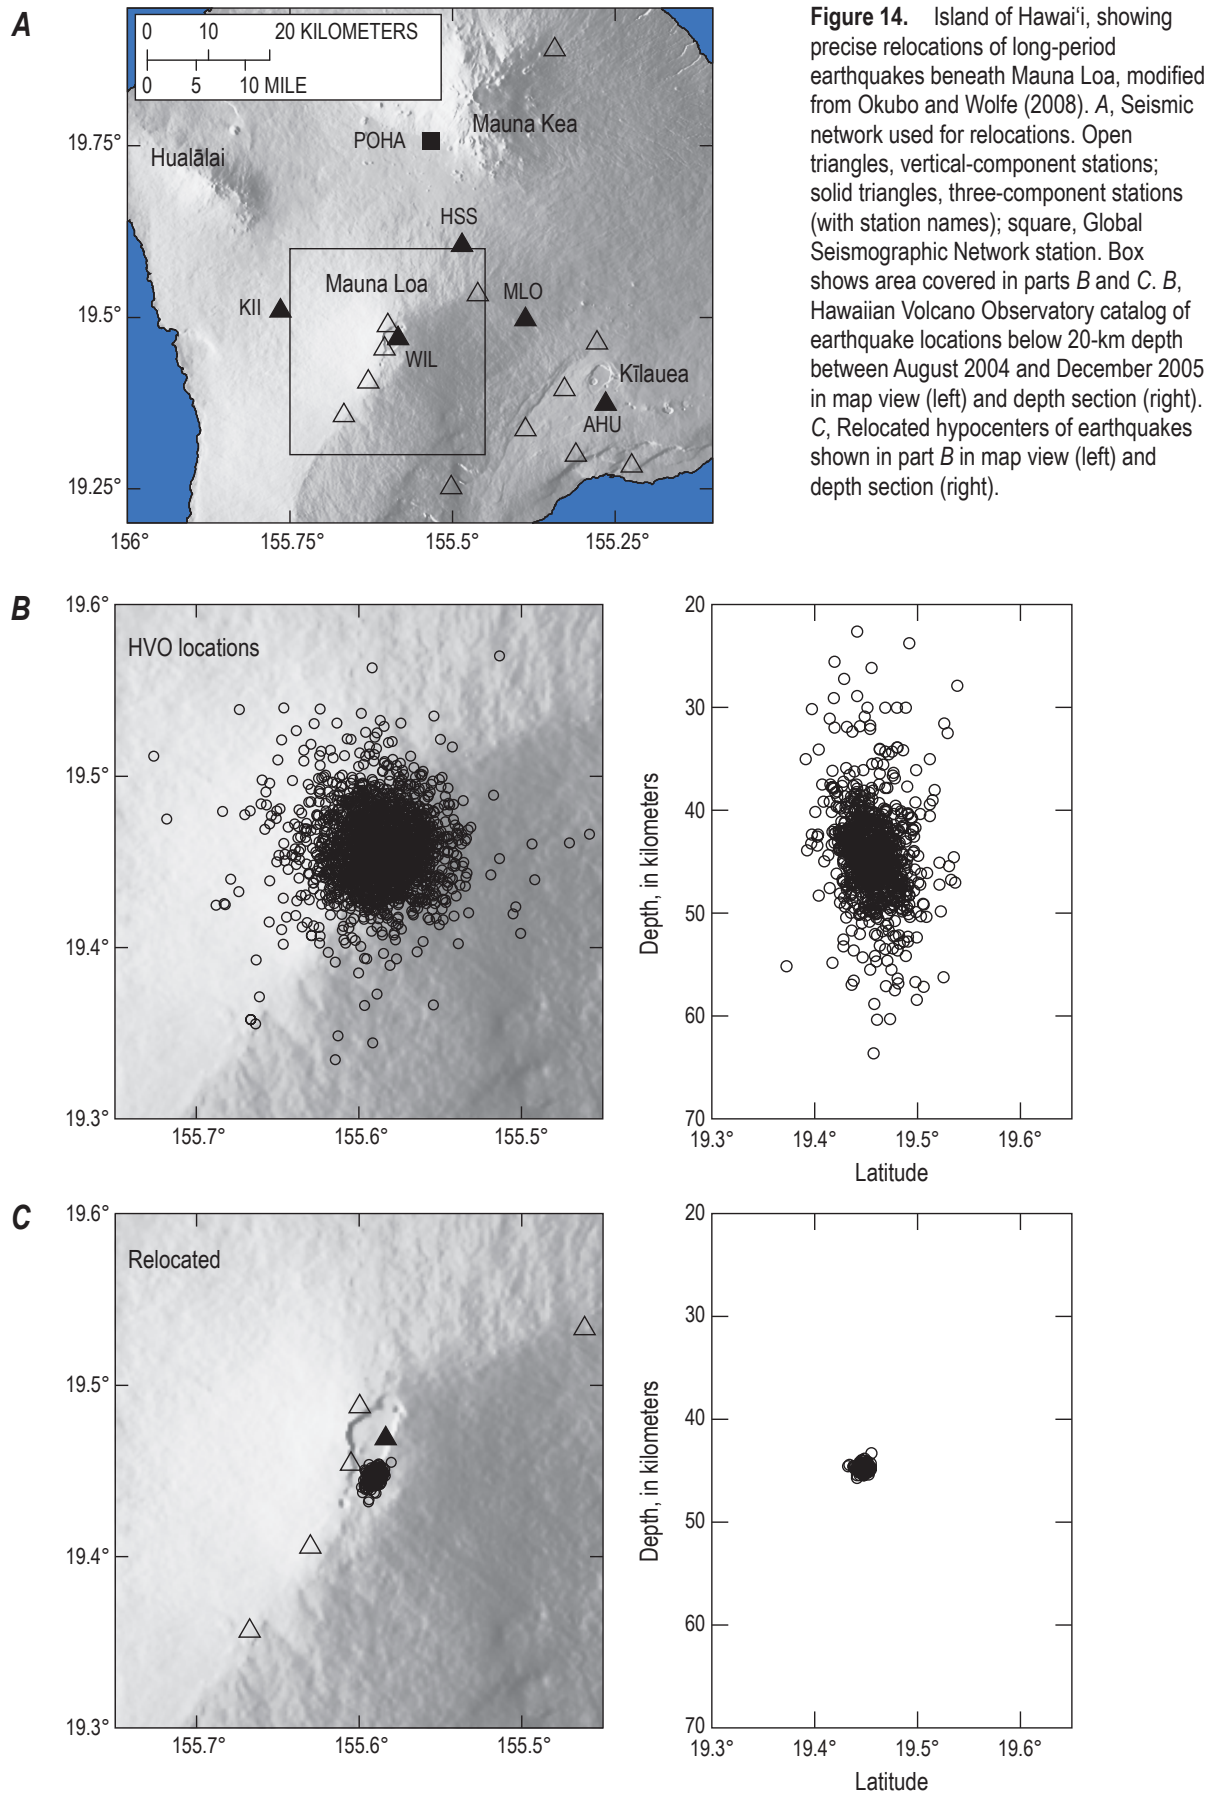 A
0 10 20 KILOMETERS
0 5 10 MILE
19.75°
19.5°
19.25°
156° 155.75° 155.5° 155.25°
Hualālai
POHA
Mauna Kea
HSS
Mauna Loa
KII
MLO
WIL
Kīlauea
AHU
Figure 14. Island of Hawai‘i, showing
precise relocations of long-period
earthquakes beneath Mauna Loa, modified
from Okubo and Wolfe (2008). A, Seismic
network used for relocations. Open
triangles, vertical-component stations;
solid triangles, three-component stations
(with station names); square, Global
Seismographic Network station. Box
shows area covered in parts B and C. B,
Hawaiian Volcano Observatory catalog of
earthquake locations below 20-km depth
between August 2004 and December 2005
in map view (left) and depth section (right).
C, Relocated hypocenters of earthquakes
shown in part B in map view (left) and
depth section (right).
B
19.6°
19.5°
19.4°
19.3°
155.7° 155.6° 155.5°
HVO locations
20
30
40
50
60
70
Depth, in kilometers
19.3° 19.4° 19.5° 19.6°
Latitude
C
19.6°
19.5°
19.4°
19.3°
155.7° 155.6° 155.5°
Relocated
20
30
40
50
60
70
Depth, in kilometers
19.3° 19.4° 19.5° 19.6°
Latitude